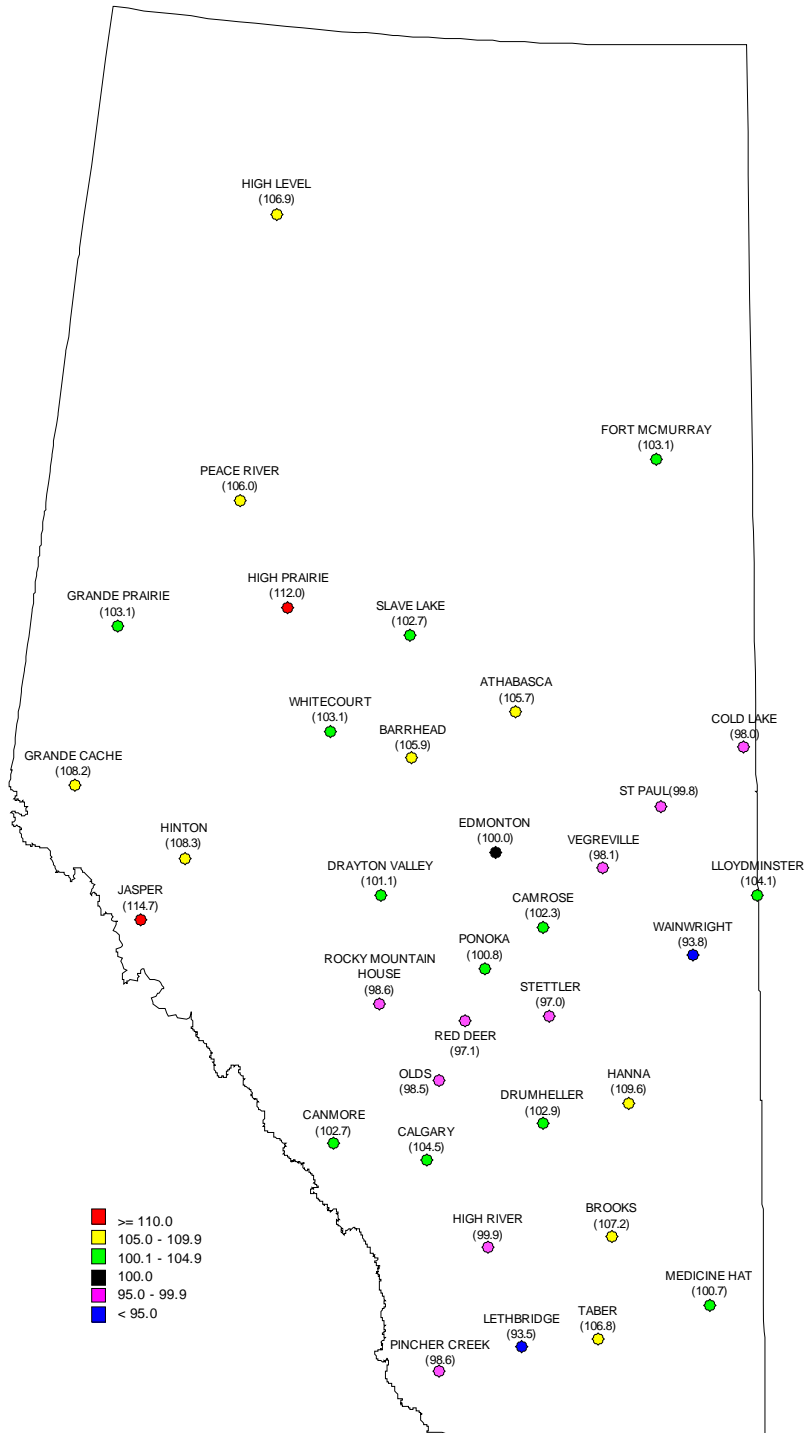 HIGH LEVEL
(106.9)
FORT MCMURRAY
(103.1)
PEACE RIVER
(106.0)
HIGH PRAIRIE
(112.0)
GRANDE PRAIRIE
(103.1)
SLAVE LAKE
(102.7)
ATHABASCA
(105.7)
WHITECOURT
(103.1)
BARRHEAD
(105.9)
COLD LAKE
(98.0)
GRANDE CACHE
(108.2)
ST PAUL(99.8)
HINTON
(108.3)
EDMONTON
(100.0)
VEGREVILLE
(98.1)
DRAYTON VALLEY
(101.1)
LLOYDMINSTER
(104.1)
JASPER
(114.7)
CAMROSE
(102.3)
WAINWRIGHT
(93.8)
PONOKA
(100.8)
ROCKY MOUNTAIN
HOUSE
(98.6)
STETTLER
(97.0)
RED DEER
(97.1)
OLDS
(98.5)
HANNA
(109.6)
DRUMHELLER
(102.9)
CANMORE
(102.7)
CALGARY
(104.5)
HIGH RIVER
(99.9)
BROOKS
(107.2)
MEDICINE HAT
(100.7)
LETHBRIDGE
(93.5)
TABER
(106.8)
PINCHER CREEK
(98.6)
>= 110.0
105.0 - 109.9
100.1 - 104.9
100.0
95.0 - 99.9
< 95.0